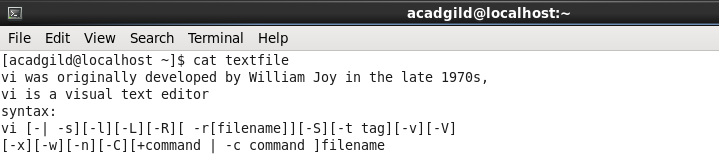 acadgild@localhost:~
File Edit View Search Terminal Help
[acadgild@localhost ~]$ cat textfile
vi was originally developed by William Joy in the late 1970s,
vi is a visual text editor
syntax:
vi [-| -s][-l][-L][-R][ -r[filename]][-S][-t tag][-v][-V]
[-x][-w][-n][-C][+command | -c command ]filename